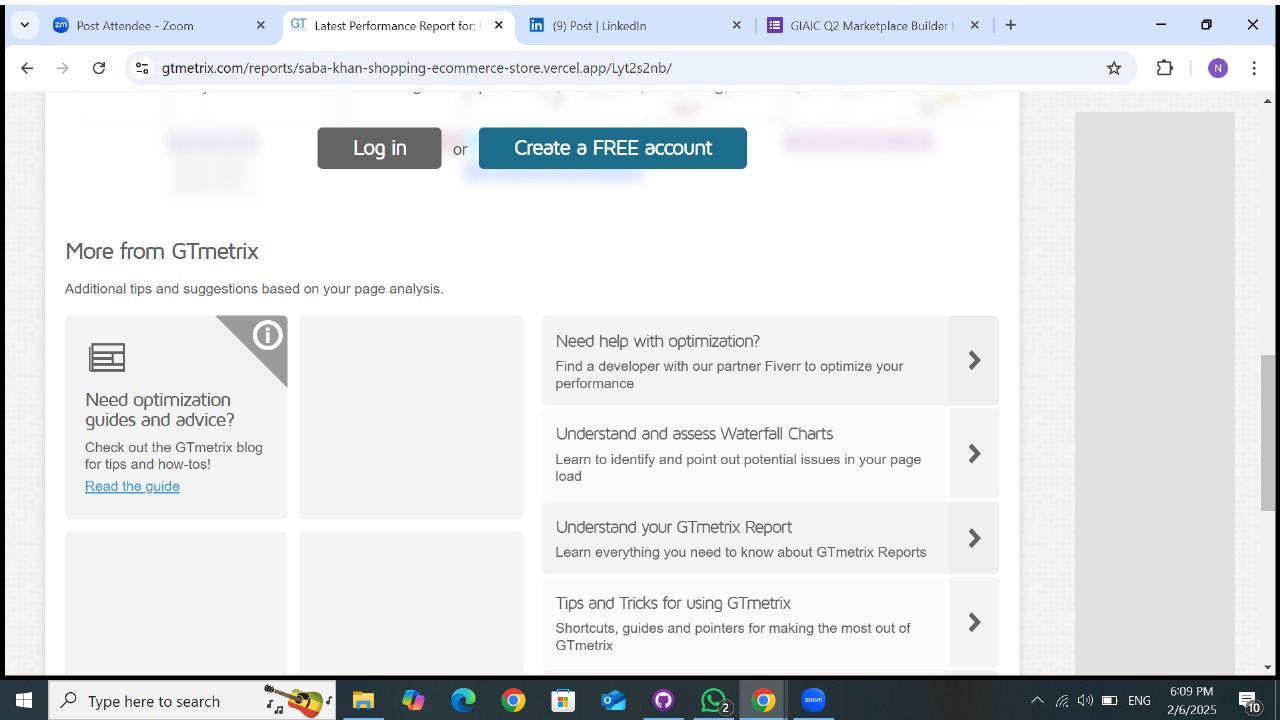 Post Attendee - Zoom
Latest Performance Report for:
(9) Post | LinkedIn
GIAIC Q2 Marketplace Builder
gtmetrix.com/reports/saba-khan-shopping-ecommerce-store.vercel.app/Lyt2s2nb/
N
Log in
or
Create a FREE account
More from GTmetrix
Additional tips and suggestions based on your page analysis.
Need optimization
guides and advice?
Check out the GTmetrix blog
for tips and how-tos!
Read the guide
Need help with optimization?
Find a developer with our partner Fiverr to optimize your
performance
Understand and assess Waterfall Charts
Learn to identify and point out potential issues in your page
load
Understand your GTmetrix Report
Learn everything you need to know about GTmetrix Reports
Tips and Tricks for using GTmetrix
Shortcuts, guides and pointers for making the most out of
GTmetrix
Type here to search
2
zoom
ENG
6:09 PM
2/6/2025
10